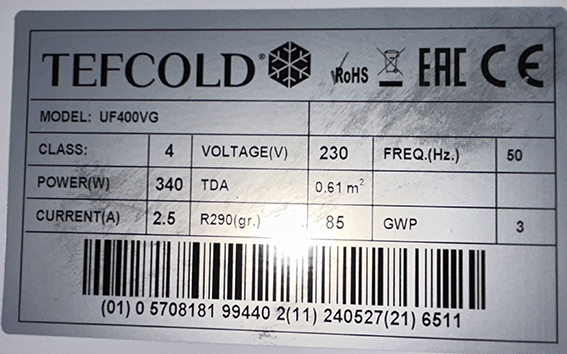 TEFCOLD® RoHS EAC CE
MODEL: UF400VG
CLASS: 4 VOLTAGE(V) 230 FREQ.(Hz.) 50
POWER(W) 340 TDA 0.61 m²
CURRENT(A) 2.5 R290(gr.) 85 GWP 3
(01) 0 5708181 99440 2(11) 240527(21) 6511